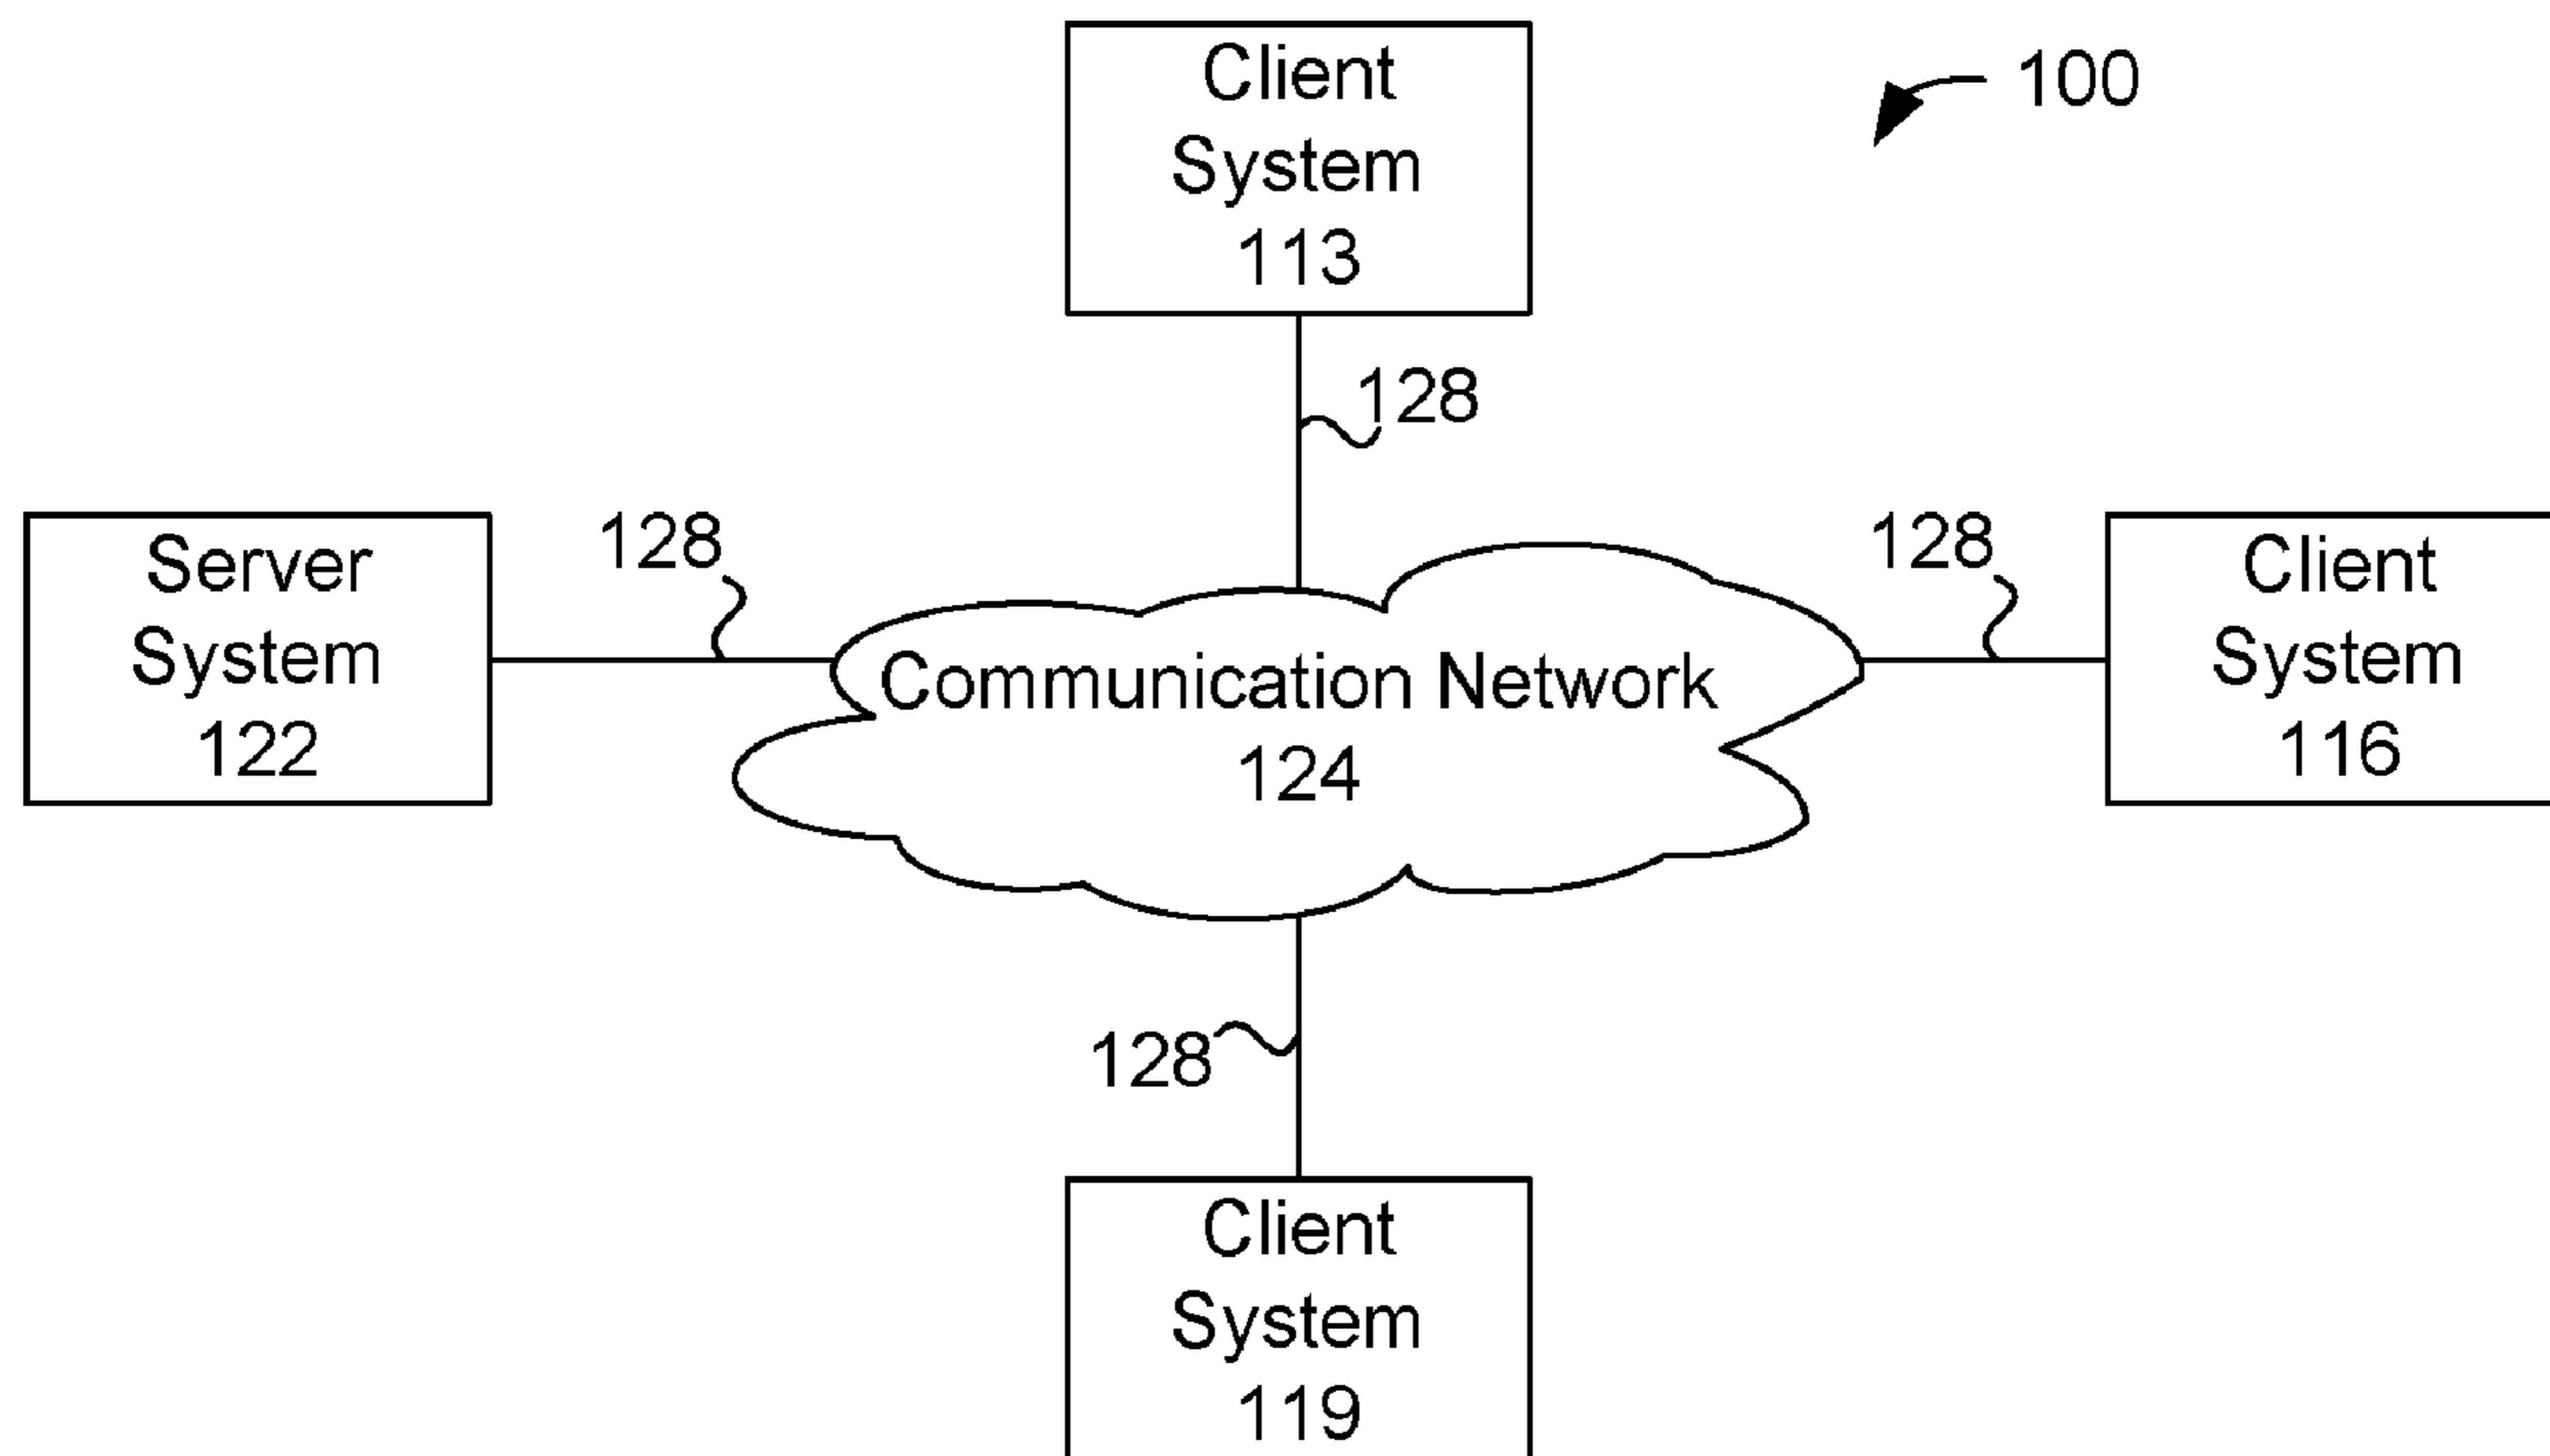 Client
System
113
100
128
Server
System
122
128
Communication Network
124
128
Client
System
116
128
Client
System
119